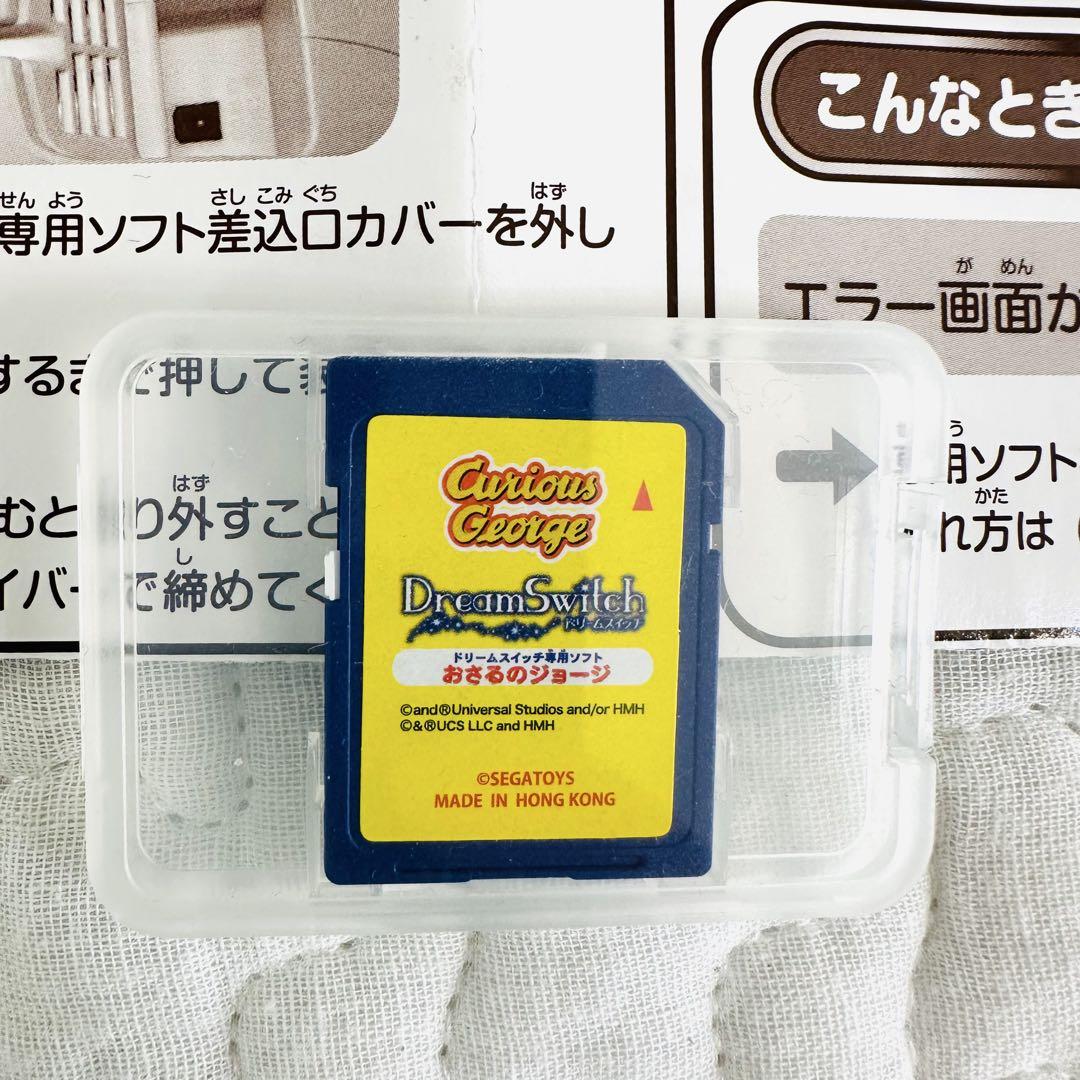 せん よう さし こみ ぐち はず
専用ソフト差込口カバーを外し
する
で押して
はず
り外すこと
し
で締めてく
こんなとき
が めん
エラー画面が
う
用ソフト
かた
れ方は
Curious
George
DreamSwitch
ドリームスイッチ
ドリームスイッチ専用ソフト
おさるのジョージ
©and®Universal Studios and/or HMH
©&®UCS LLC and HMH
©SEGATOYS
MADE IN HONG KONG